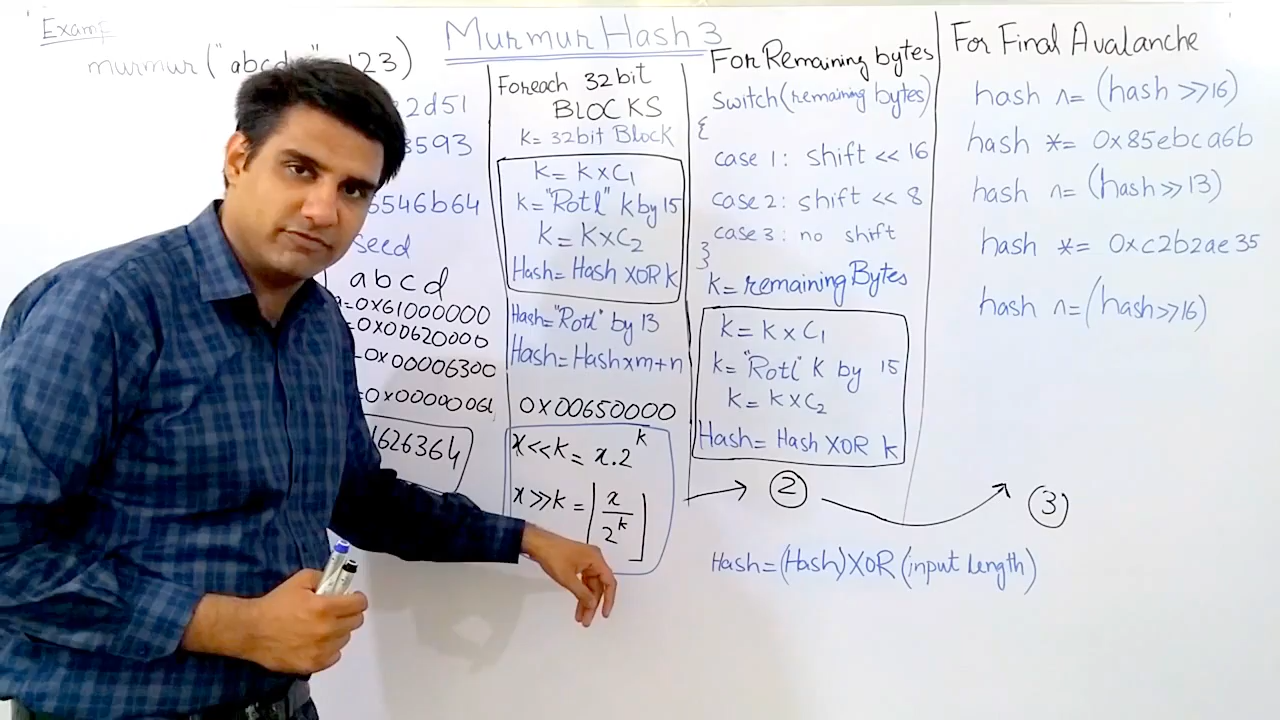 Examp
MurmurHash3
murmur("abcd
123)
2d51
3593
6546b64
seed
abcd
=0x61000000
=0x00620000
=0x00006300
=0x00000064
1626364
Foreach 32bit
BLOCKS
k= 32bit Block
k= k×C1
k="Rotl" k by 15
k= k×C2
Hash= Hash XOR k
Hash="Rotl" by 13
Hash=Hash×m+n
0x00650000
x<<k = x.2^k
x>>k = ⌊x/2^k⌋
For Remaining bytes
Switch(remaining bytes)
{
case 1: shift << 16
case 2: shift << 8
case 3: no shift
}
k= remaining Bytes
k= k×C1
k= "Rotl" k by 15
k= k×C2
Hash= Hash XOR k
2
3
Hash=(Hash)XOR(input Length)
For Final Avalanche
hash ^= (hash >>16)
hash *= 0x85ebca6b
hash ^= (hash>>13)
hash *= 0xc2b2ae35
hash ^= (hash>>16)